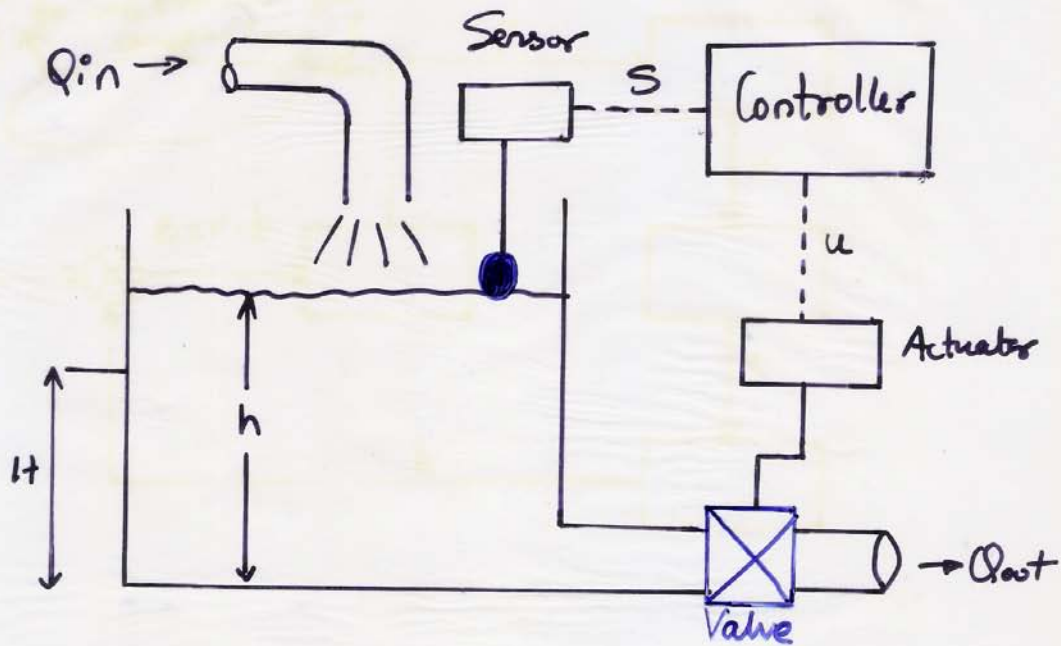 Sensor
Qin →
S
Controller
u
Actuator
h
H
→ Qout
Valve